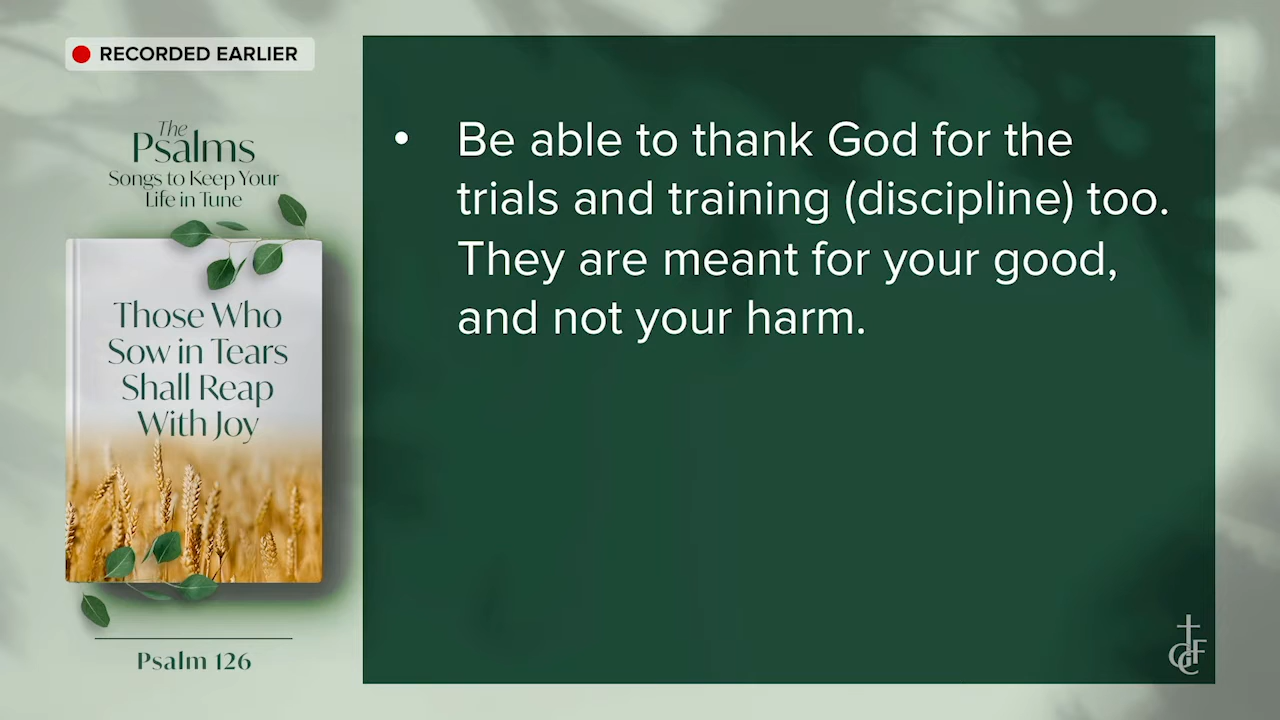 RECORDED EARLIER
The
Psalms
Songs to Keep Your
Life in Tune
Those Who
Sow in Tears
Shall Reap
With Joy
Psalm 126
• Be able to thank God for the
trials and training (discipline) too.
They are meant for your good,
and not your harm.
GCF